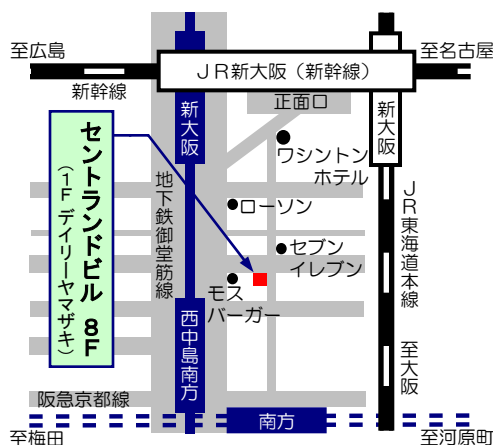 至広島
至名古屋
JR新大阪（新幹線）
新幹線
正面口
新大阪
新大阪
ワシントン
ホテル
セントランドビル 8F
（1F デイリーヤマザキ）
地下鉄御堂筋線
ローソン
JR東海道本線
セブン
イレブン
モス
バーガー
西中島南方
至大阪
阪急京都線
南方
至梅田
至河原町